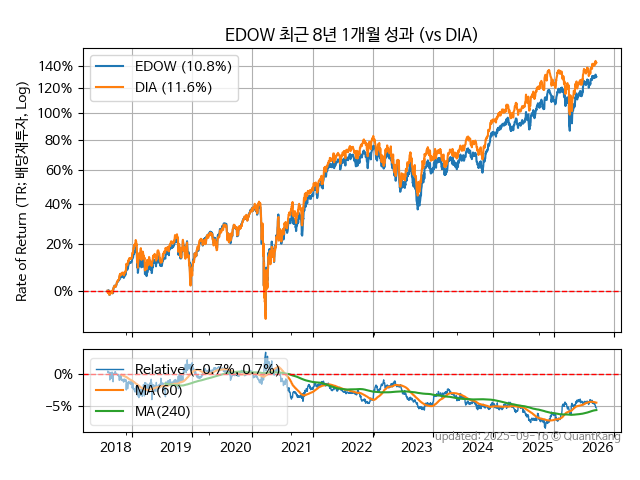 EDOW 최근 8년 1개월 성과 (vs DIA)
Rate of Return (TR: 배당재투자, Log)
140%
120%
100%
80%
60%
40%
20%
0%
EDOW (10.8%)
DIA (11.6%)
0%
−5%
Relative (−0.7%, 0.7%)
MA(60)
MA(240)
updated: 2025-09-16 © QuantKang
2018 2019 2020 2021 2022 2023 2024 2025 2026